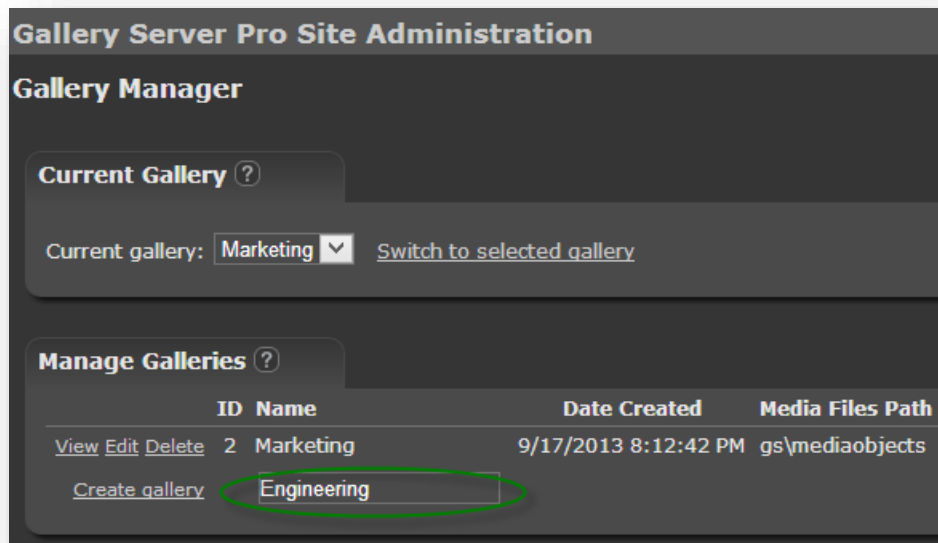 Gallery Server Pro Site Administration
Gallery Manager
Current Gallery ?
Current gallery: Marketing Switch to selected gallery
Manage Galleries ?
ID Name Date Created Media Files Path
View Edit Delete 2 Marketing 9/17/2013 8:12:42 PM gs\mediaobjects
Create gallery Engineering